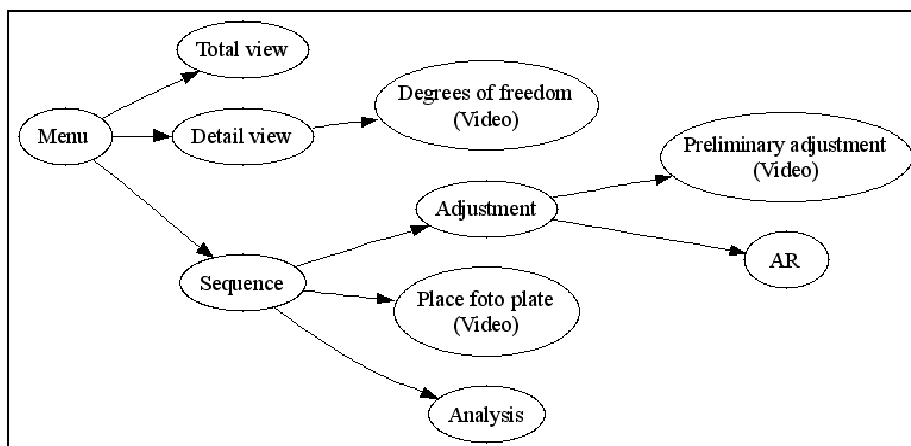 Total view
Menu
Detail view
Degrees of freedom
(Video)
Sequence
Adjustment
Preliminary adjustment
(Video)
AR
Place foto plate
(Video)
Analysis